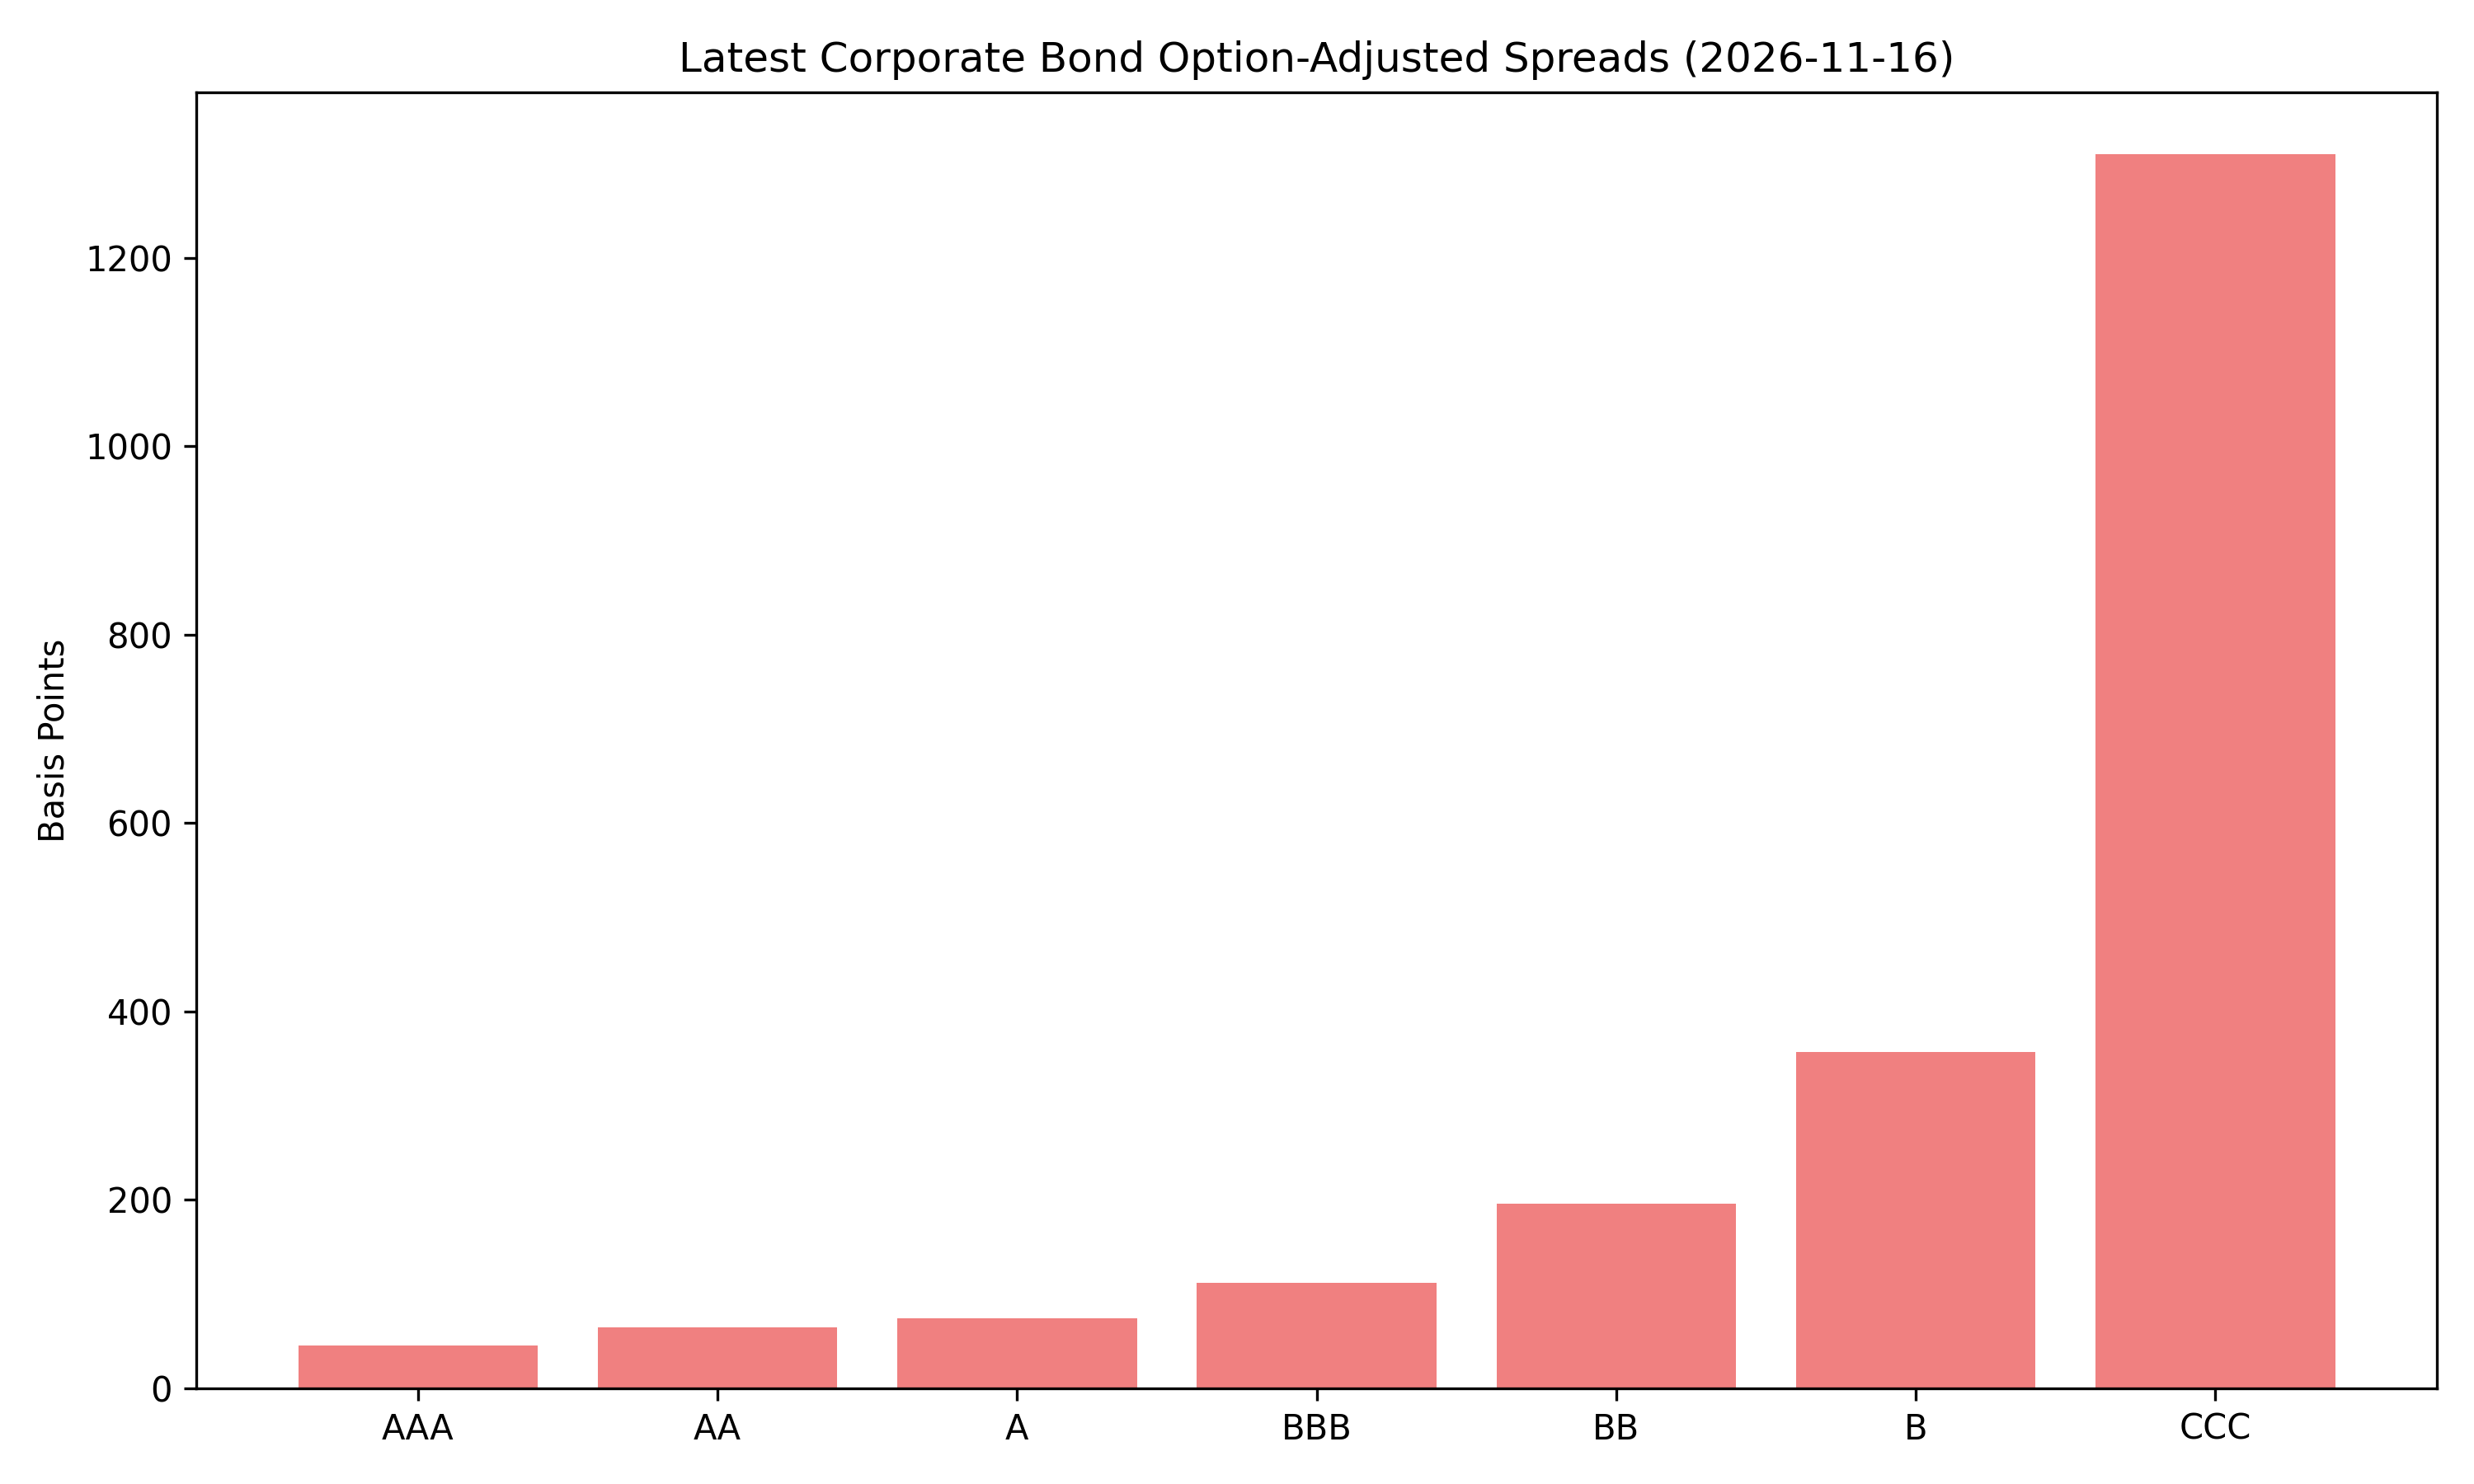 Latest Corporate Bond Option-Adjusted Spreads (2026-11-16)
Basis Points
1200
1000
800
600
400
200
0
AAA AA A BBB BB B CCC